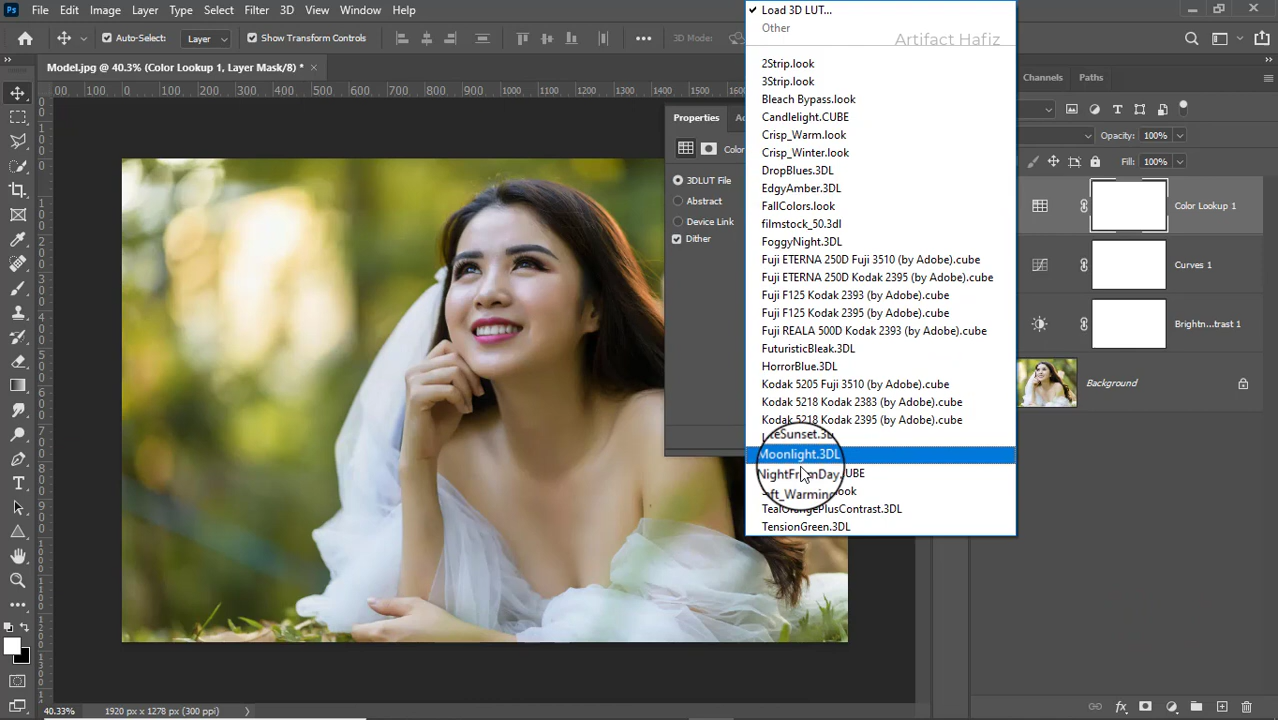 Ps File Edit Image Layer Type Select Filter 3D View Window Help
Load 3D LUT...
Other
Artifact Hafiz
Auto-Select: Layer Show Transform Controls 3D Mode:
Model.jpg @ 40.3% (Color Lookup 1, Layer Mask/8) *
Properties
3DLUT File
Abstract
Device Link
Dither
2Strip.look
3Strip.look
Bleach Bypass.look
Candlelight.CUBE
Crisp_Warm.look
Crisp_Winter.look
DropBlues.3DL
EdgyAmber.3DL
FallColors.look
filmstock_50.3dl
FoggyNight.3DL
Fuji ETERNA 250D Fuji 3510 (by Adobe).cube
Fuji ETERNA 250D Kodak 2395 (by Adobe).cube
Fuji F125 Kodak 2393 (by Adobe).cube
Fuji F125 Kodak 2395 (by Adobe).cube
Fuji REALA 500D Kodak 2393 (by Adobe).cube
FuturisticBleak.3DL
HorrorBlue.3DL
Kodak 5205 Fuji 3510 (by Adobe).cube
Kodak 5218 Kodak 2383 (by Adobe).cube
Kodak 5218 Kodak 2395 (by Adobe).cube
Moonlight.3DL
TealOrangePlusContrast.3DL
TensionGreen.3DL
Channels Paths
Opacity: 100%
Fill: 100%
Color Lookup 1
Curves 1
Brightn...trast 1
Background
40.33% 1920 px x 1278 px (300 ppi)